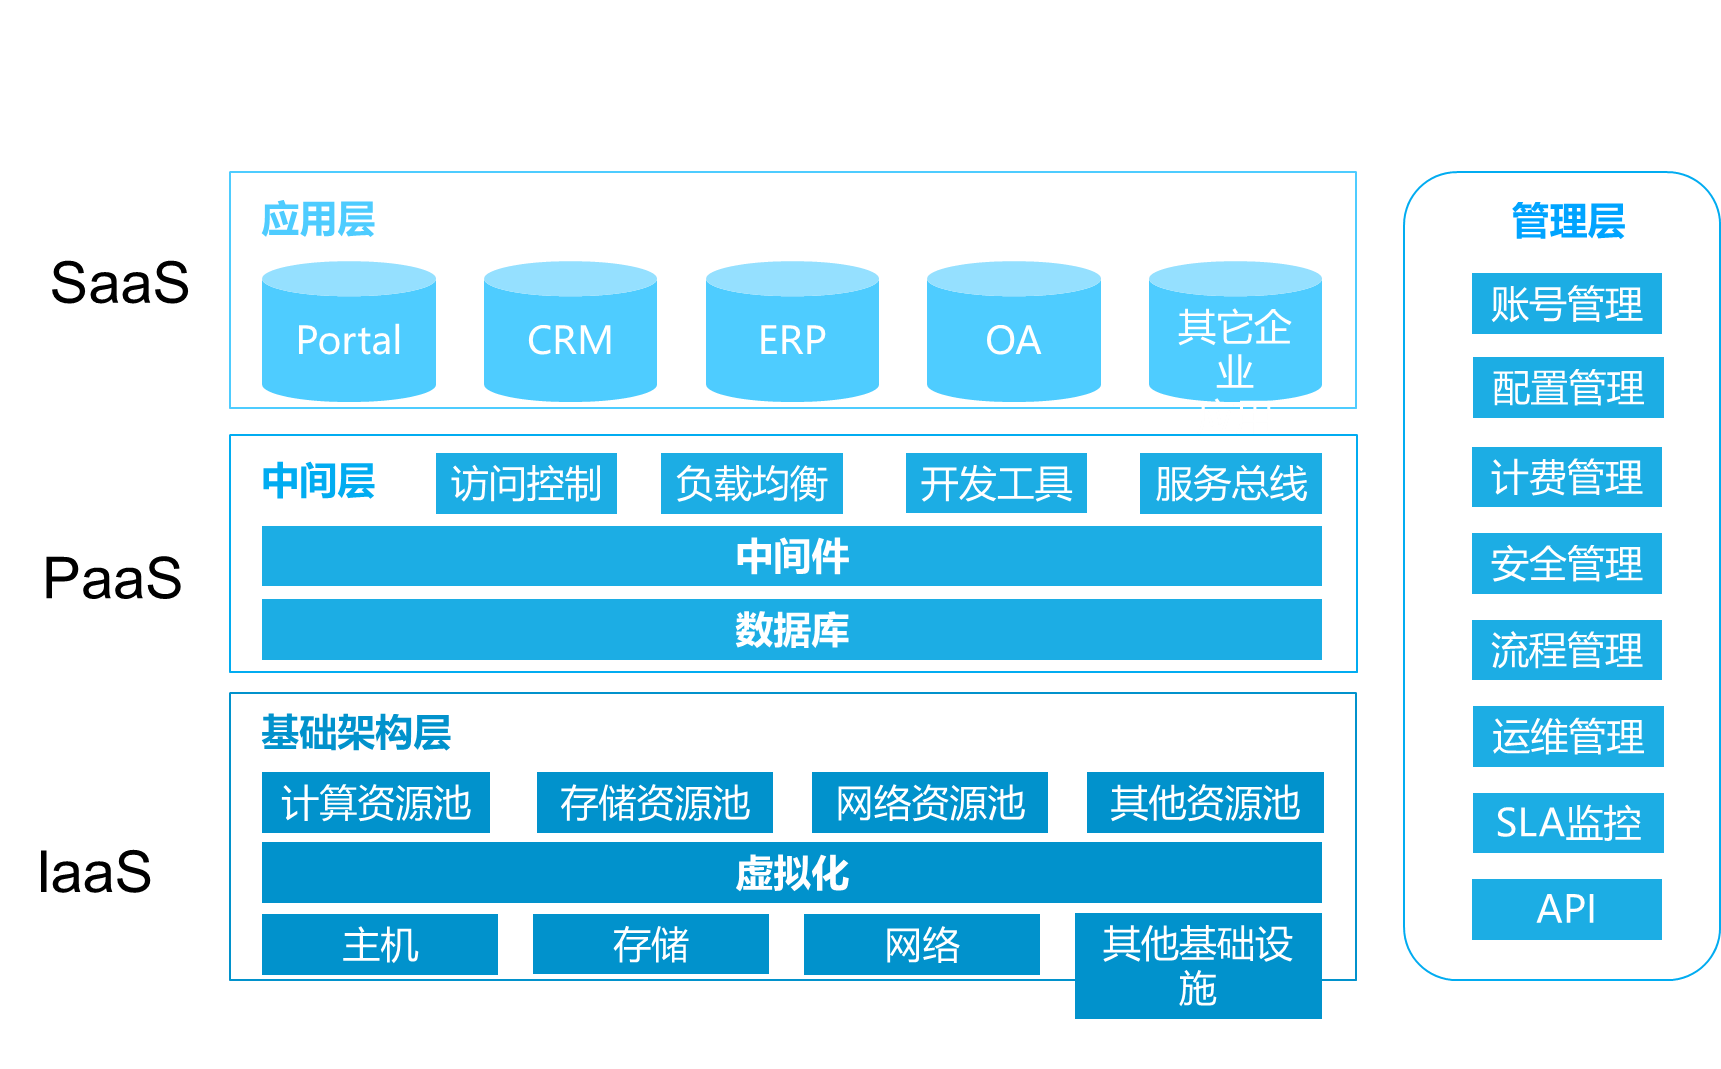 SaaS
应用层
Portal
CRM
ERP
OA
其它企
业
PaaS
中间层
访问控制
负载均衡
开发工具
服务总线
中间件
数据库
IaaS
基础架构层
计算资源池
存储资源池
网络资源池
其他资源池
虚拟化
主机
存储
网络
其他基础设
施
管理层
账号管理
配置管理
计费管理
安全管理
流程管理
运维管理
SLA监控
API